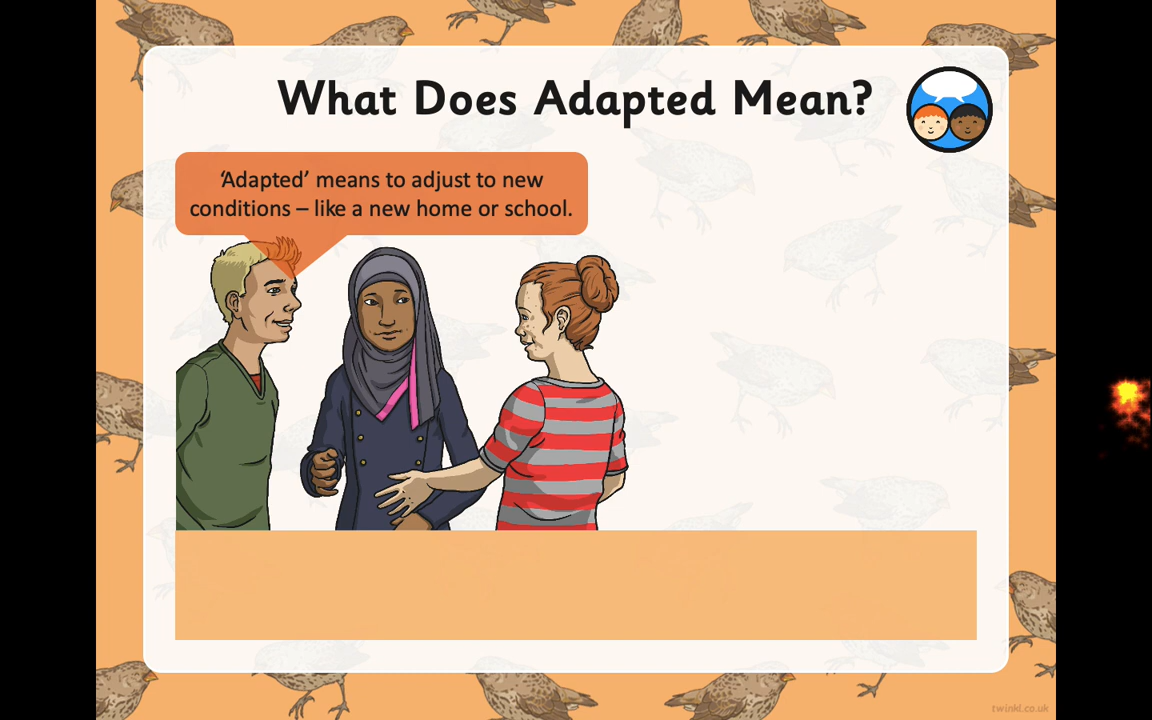 What Does Adapted Mean?
‘Adapted’ means to adjust to new
conditions – like a new home or school.
twinkl.co.uk